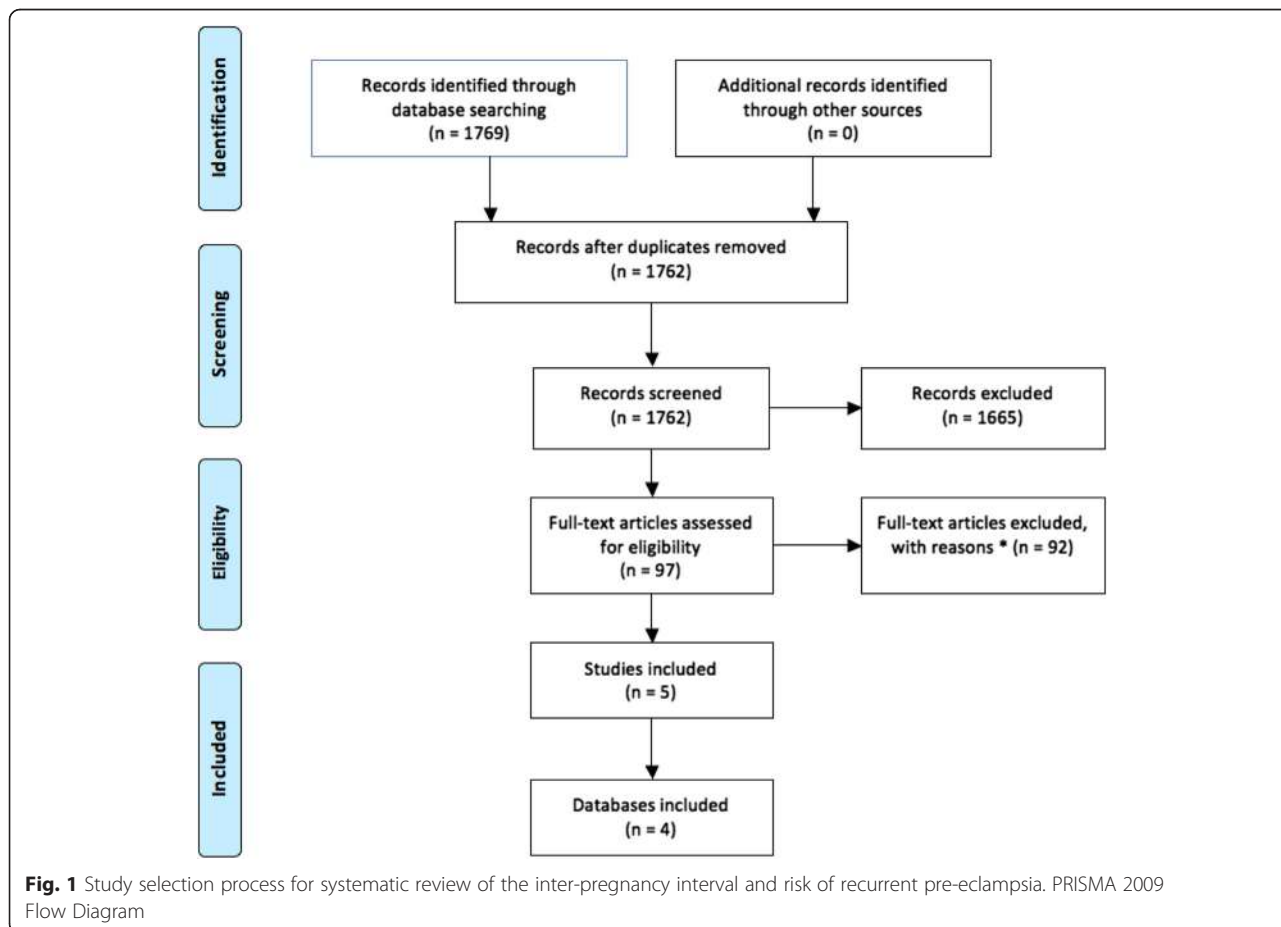 Identification
Records identified through
database searching
(n = 1769)
Additional records identified
through other sources
(n = 0)
Records after duplicates removed
(n = 1762)
Screening
Records screened
(n = 1762)
Records excluded
(n = 1665)
Eligibility
Full-text articles assessed
for eligibility
(n = 97)
Full-text articles excluded,
with reasons * (n = 92)
Included
Studies included
(n = 5)
Databases included
(n = 4)
Fig. 1 Study selection process for systematic review of the inter-pregnancy interval and risk of recurrent pre-eclampsia. PRISMA 2009
Flow Diagram